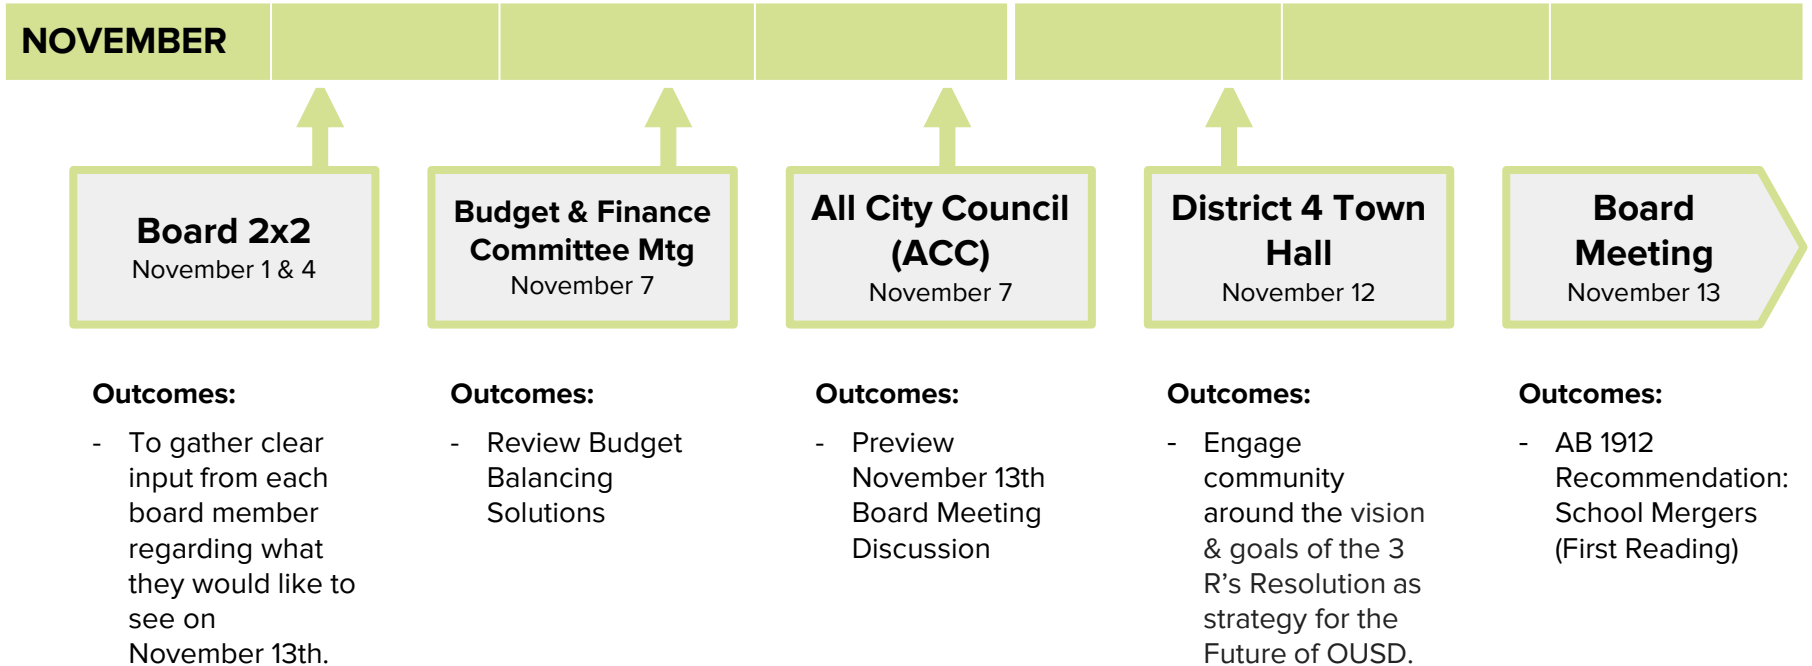 NOVEMBER
Board 2x2
November 1 & 4
Budget & Finance
Committee Mtg
November 7
All City Council
(ACC)
November 7
District 4 Town
Hall
November 12
Board
Meeting
November 13
Outcomes:
- To gather clear
input from each
board member
regarding what
they would like to
see on
November 13th.
Outcomes:
- Review Budget
Balancing
Solutions
Outcomes:
- Preview
November 13th
Board Meeting
Discussion
Outcomes:
- Engage
community
around the vision
& goals of the 3
R’s Resolution as
strategy for the
Future of OUSD.
Outcomes:
- AB 1912
Recommendation:
School Mergers
(First Reading)